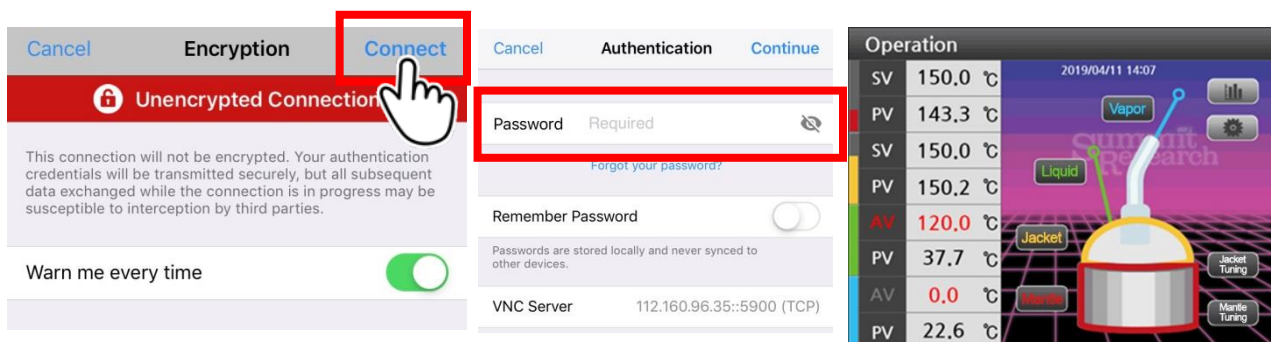 Cancel Encryption Connect
Unencrypted Connection
This connection will not be encrypted. Your authentication
credentials will be transmitted securely, but all subsequent
data exchanged while the connection is in progress may be
susceptible to interception by third parties.
Warn me every time
Cancel Authentication Continue
Password Required
Forgot your password?
Remember Password
Passwords are stored locally and never synced to
other devices.
VNC Server 112.160.96.35::5900 (TCP)
Operation
2019/04/11 14:07
SV 150.0 ℃
PV 143.3 ℃
SV 150.0 ℃
PV 150.2 ℃
AV 120.0 ℃
PV 37.7 ℃
AV 0.0 ℃
PV 22.6 ℃
Vapor
Summit
Research
Liquid
Jacket
Mantle
Jacket
Tuning
Mantle
Tuning